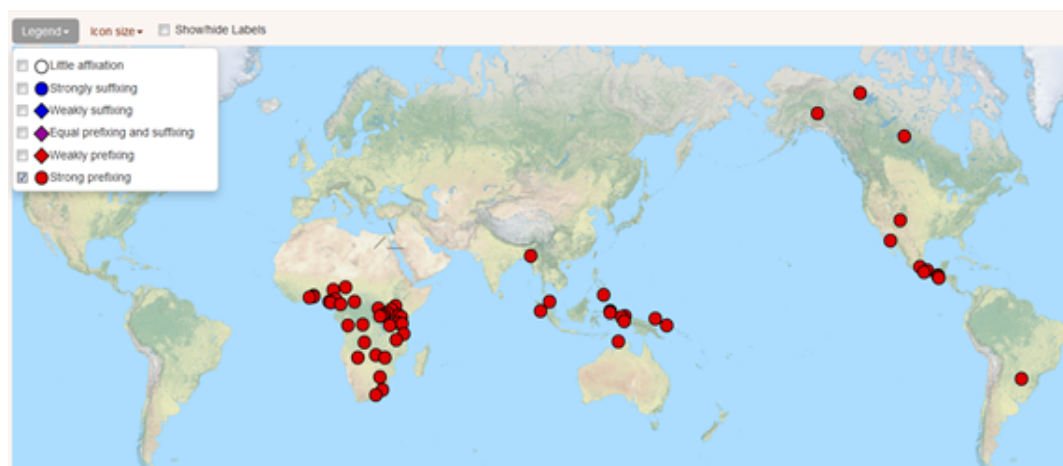 Legend Icon size Show/hide Labels
Little affixation
Strongly suffixing
Weakly suffixing
Equal prefixing and suffixing
Weakly prefixing
Strong prefixing